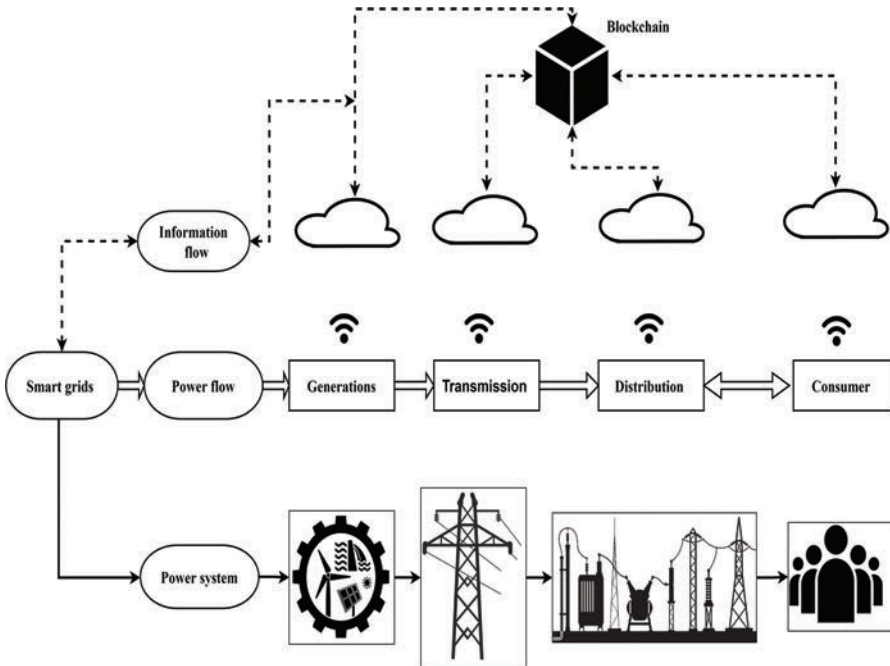 Blockchain
Information
flow
Smart grids
Power flow
Generations
Transmission
Distribution
Consumer
Power system